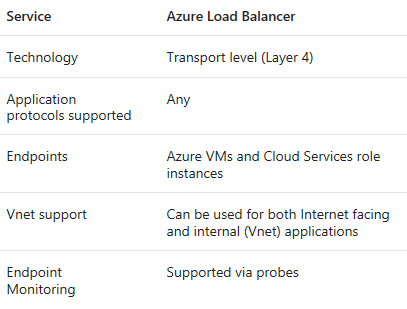 Service Azure Load Balancer
Technology Transport level (Layer 4)
Application Any
protocols supported
Endpoints Azure VMs and Cloud Services role
instances
Vnet support Can be used for both Internet facing
and internal (Vnet) applications
Endpoint Supported via probes
Monitoring